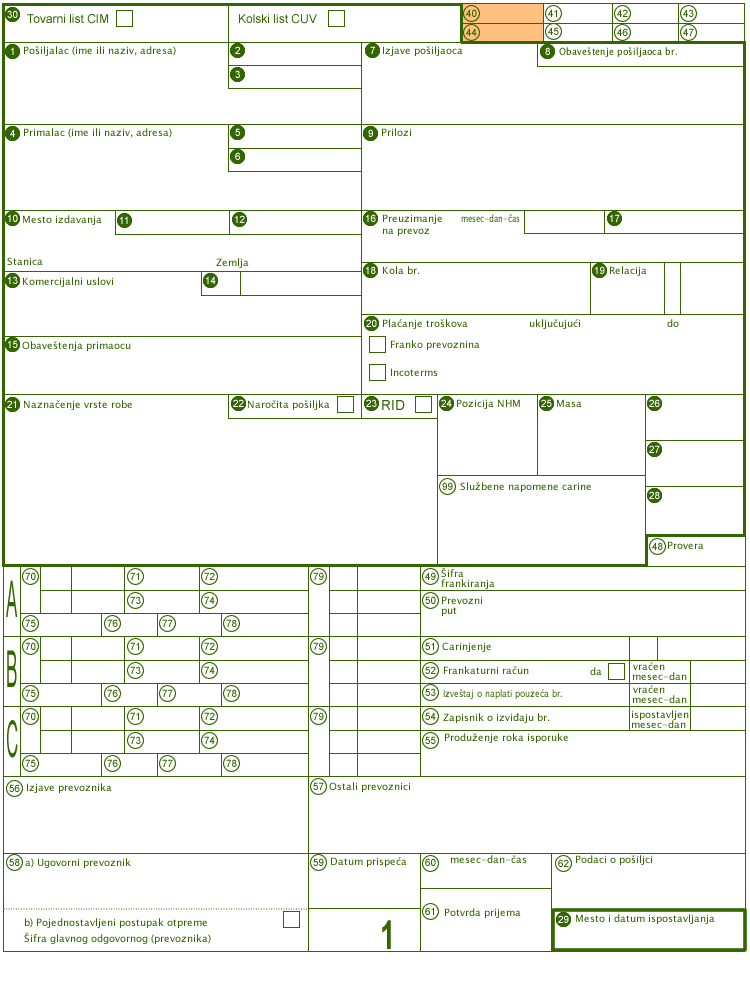 30 Tovarni list CIM Kolski list CUV 40 41 42 43
44 45 46 47
1 Pošiljalac (ime ili naziv, adresa) 2 7 Izjave pošiljaoca 8 Obaveštenje pošiljaoca br.
3
4 Primalac (ime ili naziv, adresa) 5 9 Prilozi
6
10 Mesto izdavanja 11 12 16 Preuzimanje mesec-dan-čas 17
na prevoz
Stanica Zemlja
18 Kola br. 19 Relacija
13 Komercijalni uslovi 14
20 Plaćanje troškova uključujući do
15 Obaveštenja primaocu Franko prevoznina
Incoterms
21 Naznačenje vrste robe 22 Naročita pošiljka 23 RID 24 Pozicija NHM 25 Masa 26
27
99 Službene napomene carine 28
48 Provera
A 70 71 72 79 49 Šifra
frankiranja
73 74 50 Prevozni
put
75 76 77 78
B 70 71 72 79 51 Carinjenje
73 74 52 Frankaturni račun da vraćen
mesec-dan
75 76 77 78 53 Izveštaj o naplati pouzeća br. vraćen
mesec-dan
C 70 71 72 79 54 Zapisnik o izviđaju br. ispostavljen
mesec-dan
73 74 55 Produženje roka isporuke
75 76 77 78
56 Izjave prevoznika 57 Ostali prevoznici
58 a) Ugovorni prevoznik 59 Datum prispeća 60 mesec-dan-čas 62 Podaci o pošiljci
61 Potvrda prijema 29 Mesto i datum ispostavljanja
b) Pojednostavljeni postupak otpreme
Šifra glavnog odgovornog (prevoznika) 1